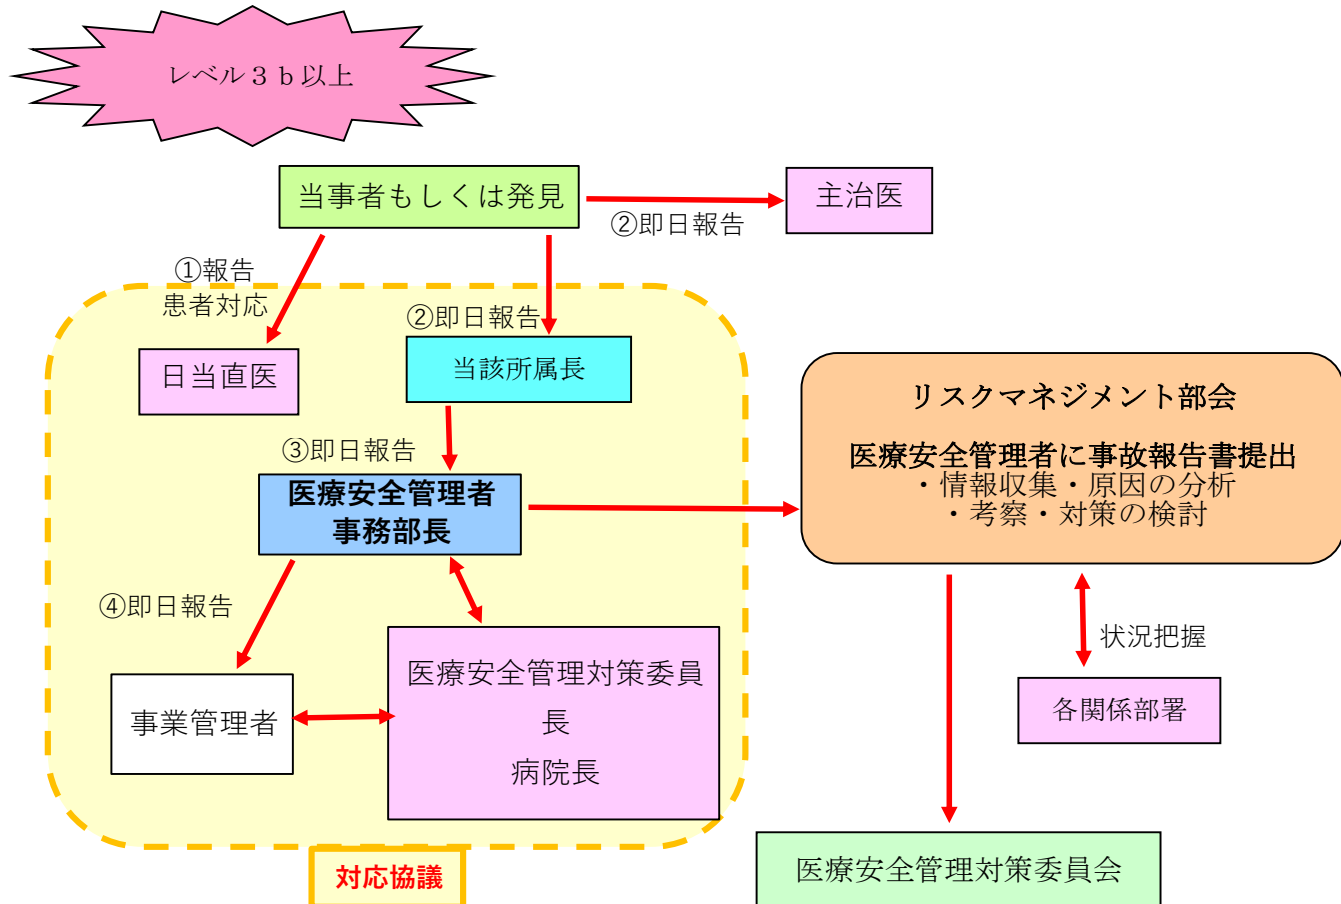 レベル３ｂ以上
当事者もしくは発見
主治医
②即日報告
①報告
患者対応
②即日報告
日当直医
当該所属長
③即日報告
医療安全管理者
事務部長
リスクマネジメント部会
医療安全管理者に事故報告書提出
・情報収集・原因の分析
・考察・対策の検討
④即日報告
医療安全管理対策委員
長
病院長
事業管理者
状況把握
各関係部署
対応協議
医療安全管理対策委員会